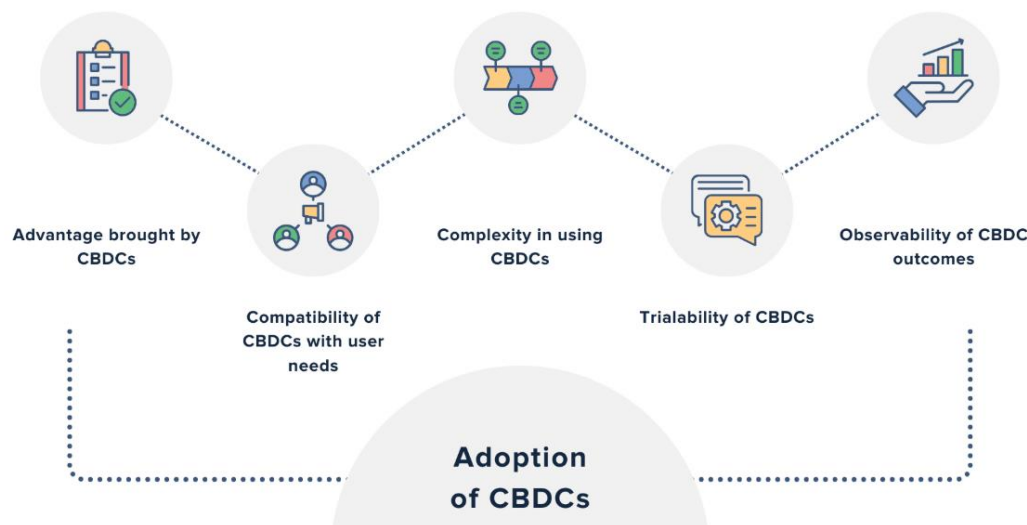 Advantage brought by
CBDCs
Compatibility of
CBDCs with user
needs
Complexity in using
CBDCs
Trialability of CBDCs
Observability of CBDC
outcomes
Adoption
of CBDCs